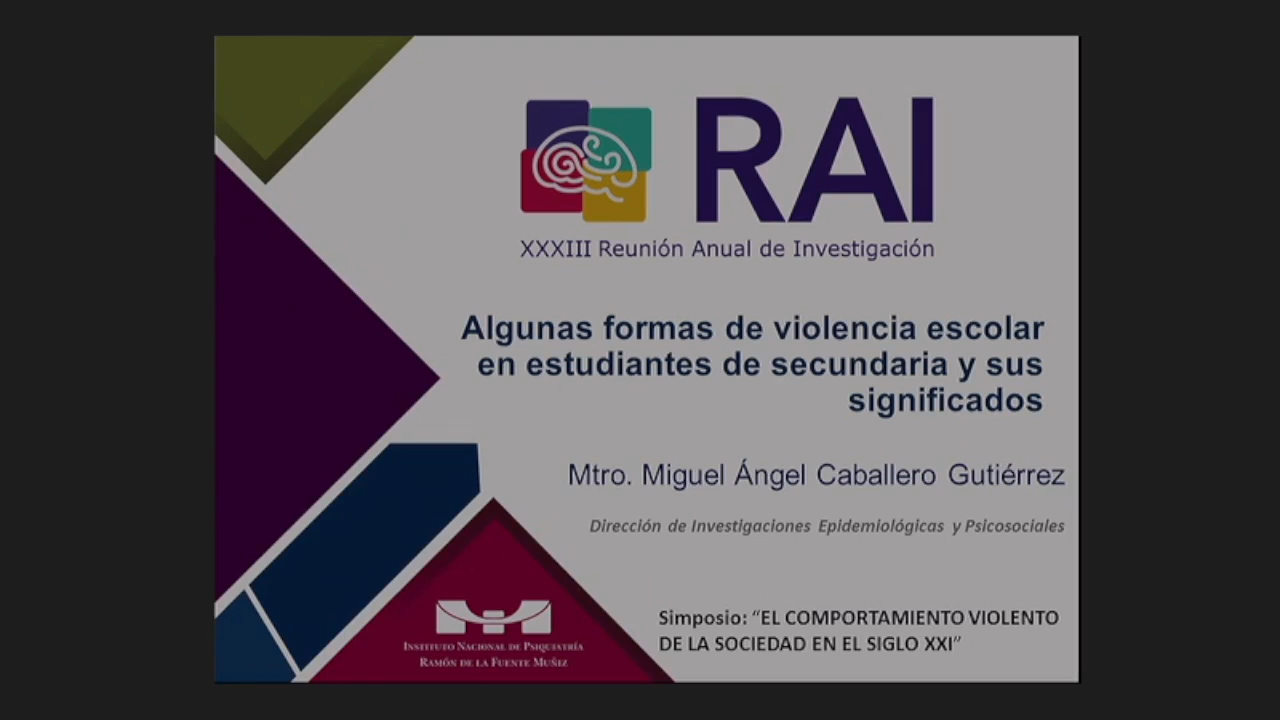 RAI
XXXIII Reunión Anual de Investigación
Algunas formas de violencia escolar
en estudiantes de secundaria y sus
significados
Mtro. Miguel Ángel Caballero Gutiérrez
Dirección de Investigaciones Epidemiológicas y Psicosociales
Simposio: “EL COMPORTAMIENTO VIOLENTO
DE LA SOCIEDAD EN EL SIGLO XXI”
INSTITUTO NACIONAL DE PSIQUIATRÍA
RAMÓN DE LA FUENTE MUÑIZ